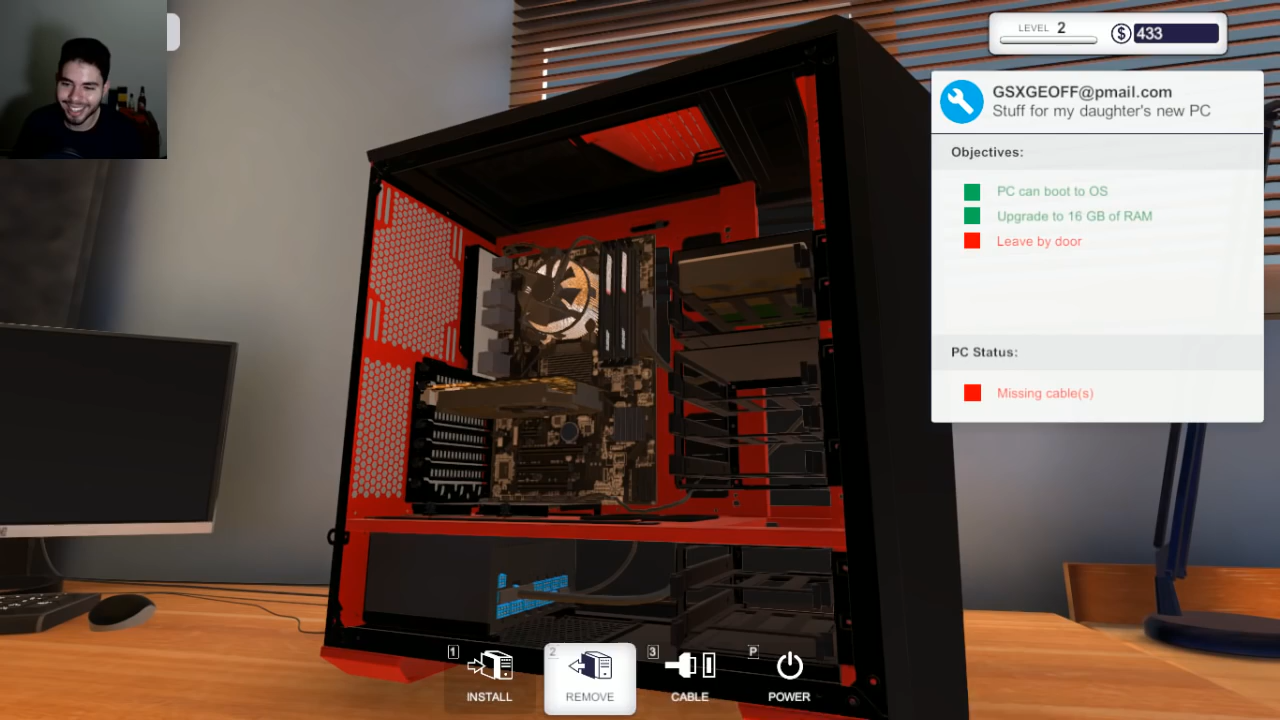 LEVEL 2
$ 433
GSXGEOFF@pmail.com
Stuff for my daughter's new PC
Objectives:
PC can boot to OS
Upgrade to 16 GB of RAM
Leave by door
PC Status:
Missing cable(s)
1 2 3 P
INSTALL REMOVE CABLE POWER